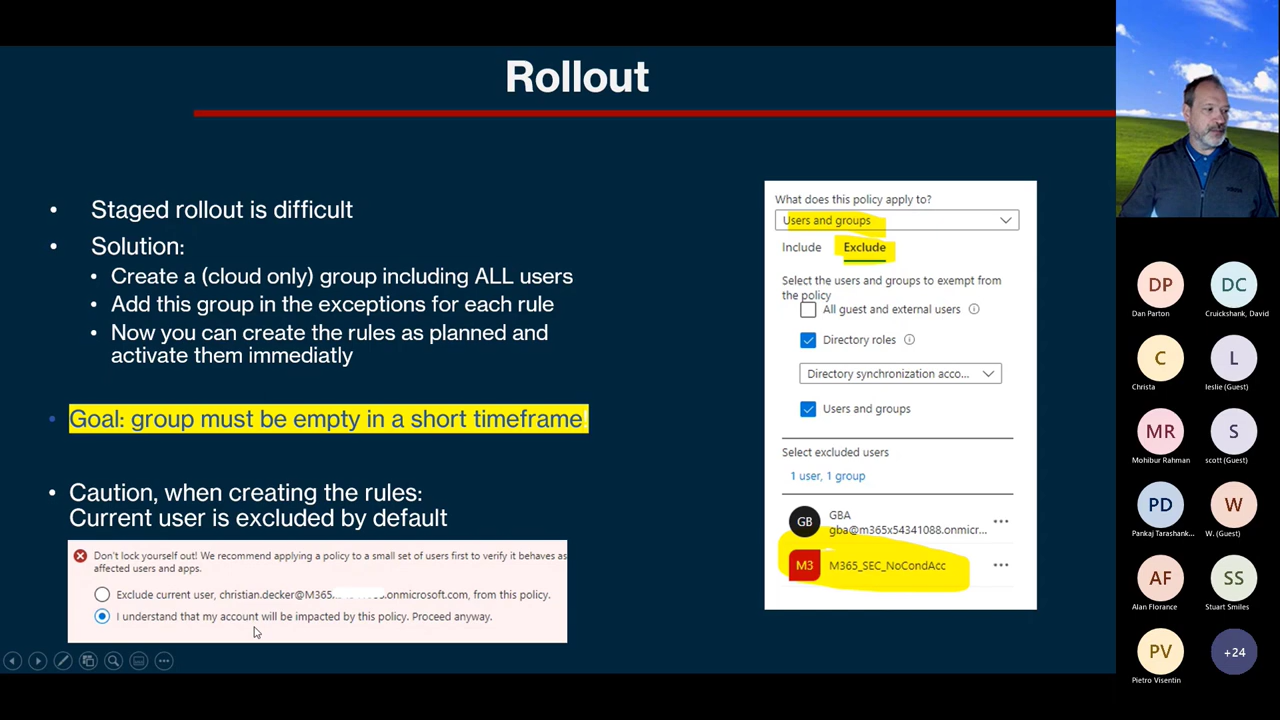 Rollout
• Staged rollout is difficult
• Solution:
• Create a (cloud only) group including ALL users
• Add this group in the exceptions for each rule
• Now you can create the rules as planned and
activate them immediatly
• Goal: group must be empty in a short timeframe!
• Caution, when creating the rules:
Current user is excluded by default
Don't lock yourself out! We recommend applying a policy to a small set of users first to verify it behaves as
affected users and apps.
Exclude current user, christian.decker@M365. .onmicrosoft.com, from this policy.
I understand that my account will be impacted by this policy. Proceed anyway.
What does this policy apply to?
Users and groups
Include Exclude
Select the users and groups to exempt from
the policy
All guest and external users
Directory roles
Directory synchronization acco...
Users and groups
Select excluded users
1 user, 1 group
GB
GBA
gba@m365x54341088.onmicr...
M3
M365_SEC_NoCondAcc
DP
Dan Parton
DC
Cruickshank, David
C
Christa
L
leslie (Guest)
MR
Mohibur Rahman
S
scott (Guest)
PD
Pankaj Tarashank...
W
W. (Guest)
AF
Alan Florance
SS
Stuart Smiles
PV
Pietro Visentin
+24